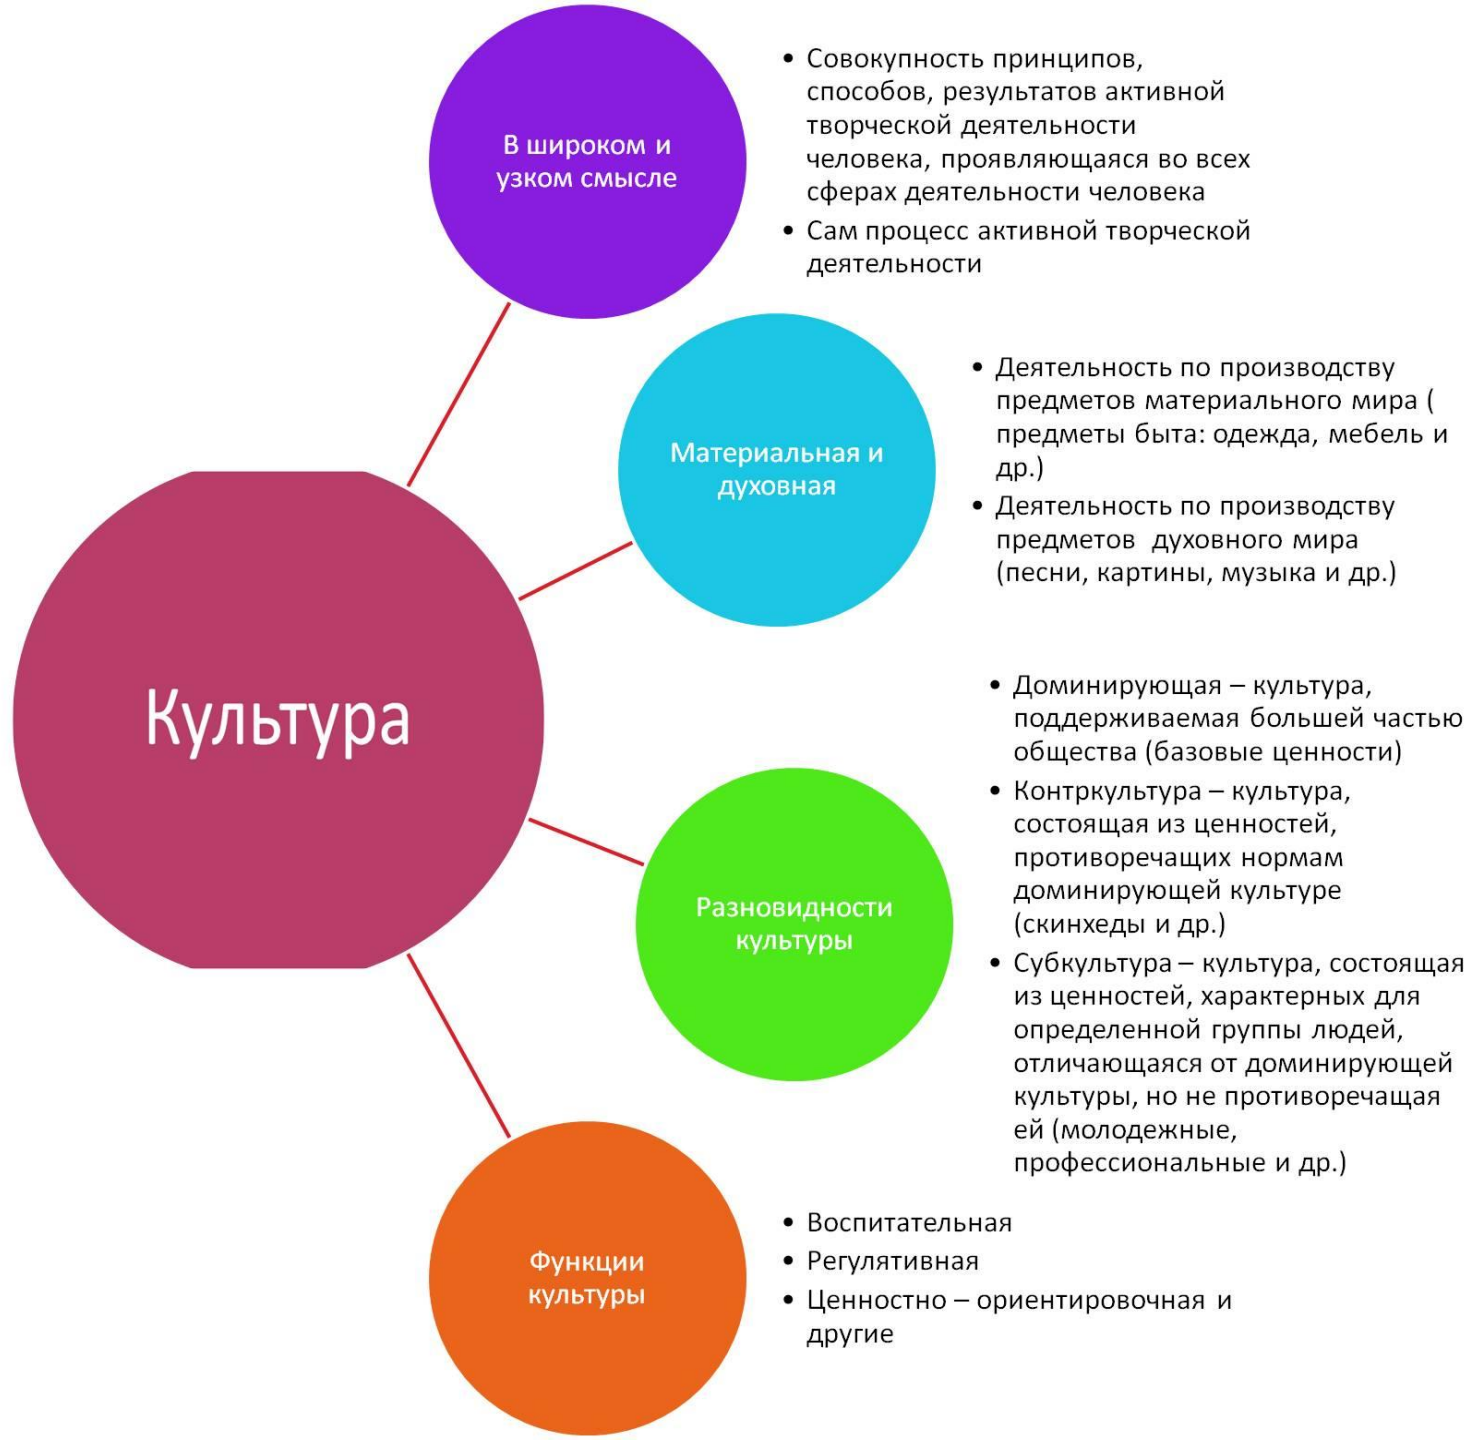 В широком и
узком смысле
• Совокупность принципов,
способов, результатов активной
творческой деятельности
человека, проявляющаяся во всех
сферах деятельности человека
• Сам процесс активной творческой
деятельности
Материальная и
духовная
• Деятельность по производству
предметов материального мира (
предметы быта: одежда, мебель и
др.)
• Деятельность по производству
предметов духовного мира
(песни, картины, музыка и др.)
Культура
Разновидности
культуры
• Доминирующая – культура,
поддерживаемая большей частью
общества (базовые ценности)
• Контркультура – культура,
состоящая из ценностей,
противоречащих нормам
доминирующей культуре
(скинхеды и др.)
• Субкультура – культура, состоящая
из ценностей, характерных для
определенной группы людей,
отличающаяся от доминирующей
культуры, но не противоречащая
ей (молодежные,
профессиональные и др.)
Функции
культуры
• Воспитательная
• Регулятивная
• Ценностно – ориентировочная и
другие